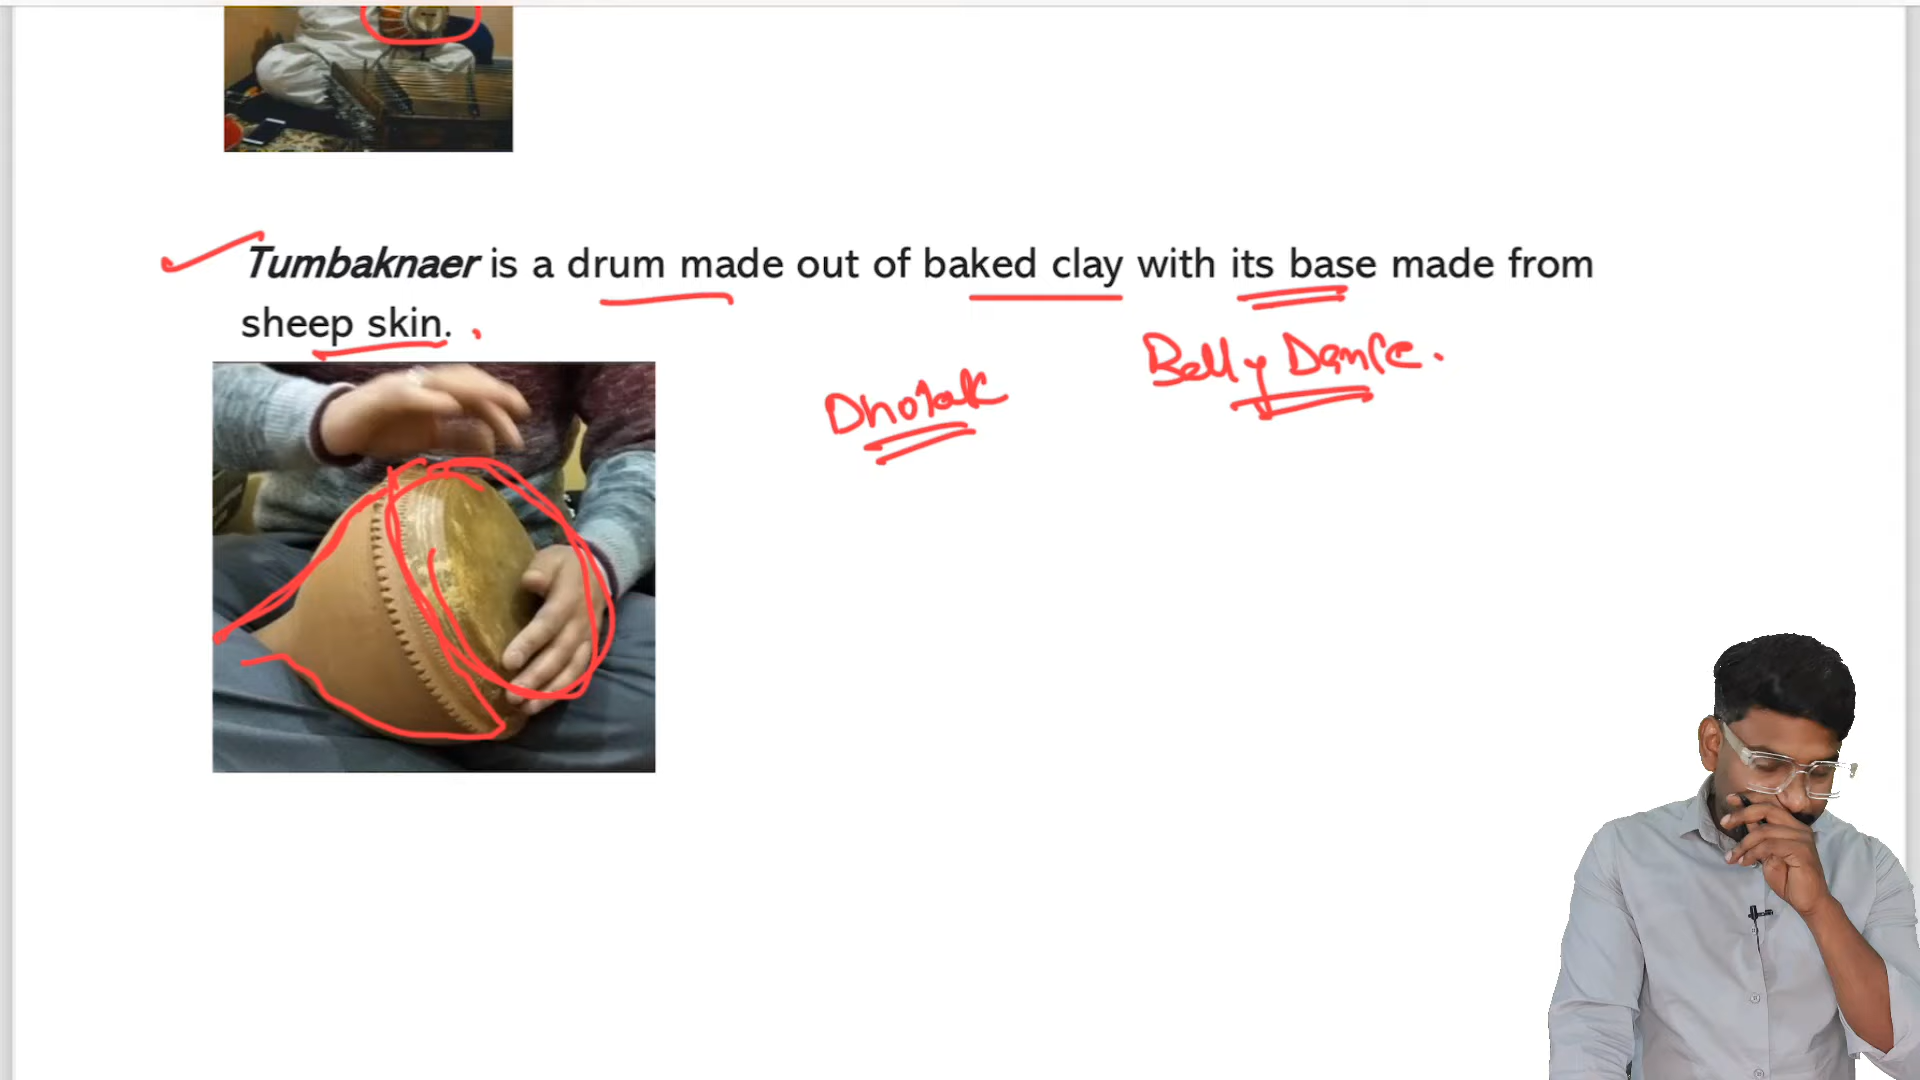 Tumbaknaer is a drum made out of baked clay with its base made from
sheep skin.
Belly Dance.
Dholak